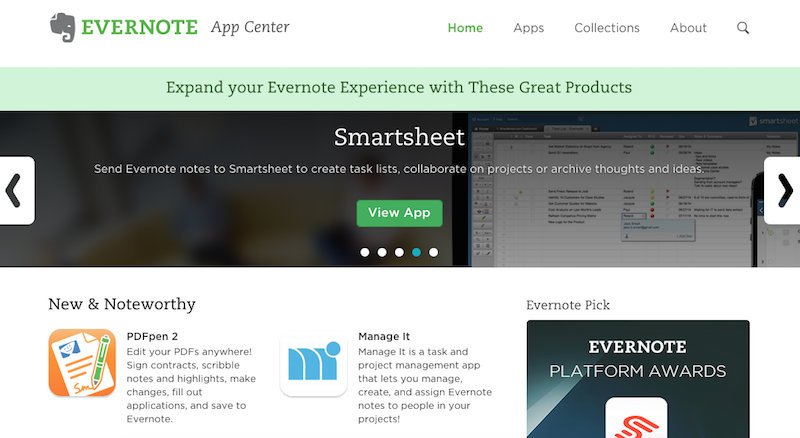 EVERNOTE App Center
Home Apps Collections About
Expand your Evernote Experience with These Great Products
smartsheet
Smartsheet
Send Evernote notes to Smartsheet to create task lists, collaborate on projects or archive thoughts and ideas.
View App
New & Noteworthy
PDFpen 2
Edit your PDFs anywhere!
Sign contracts, scribble
notes and highlights, make
changes, fill out
applications, and save to
Evernote.
Manage It
Manage It is a task and
project management app
that lets you manage,
create, and assign Evernote
notes to people in your
projects!
Evernote Pick
EVERNOTE
PLATFORM AWARDS